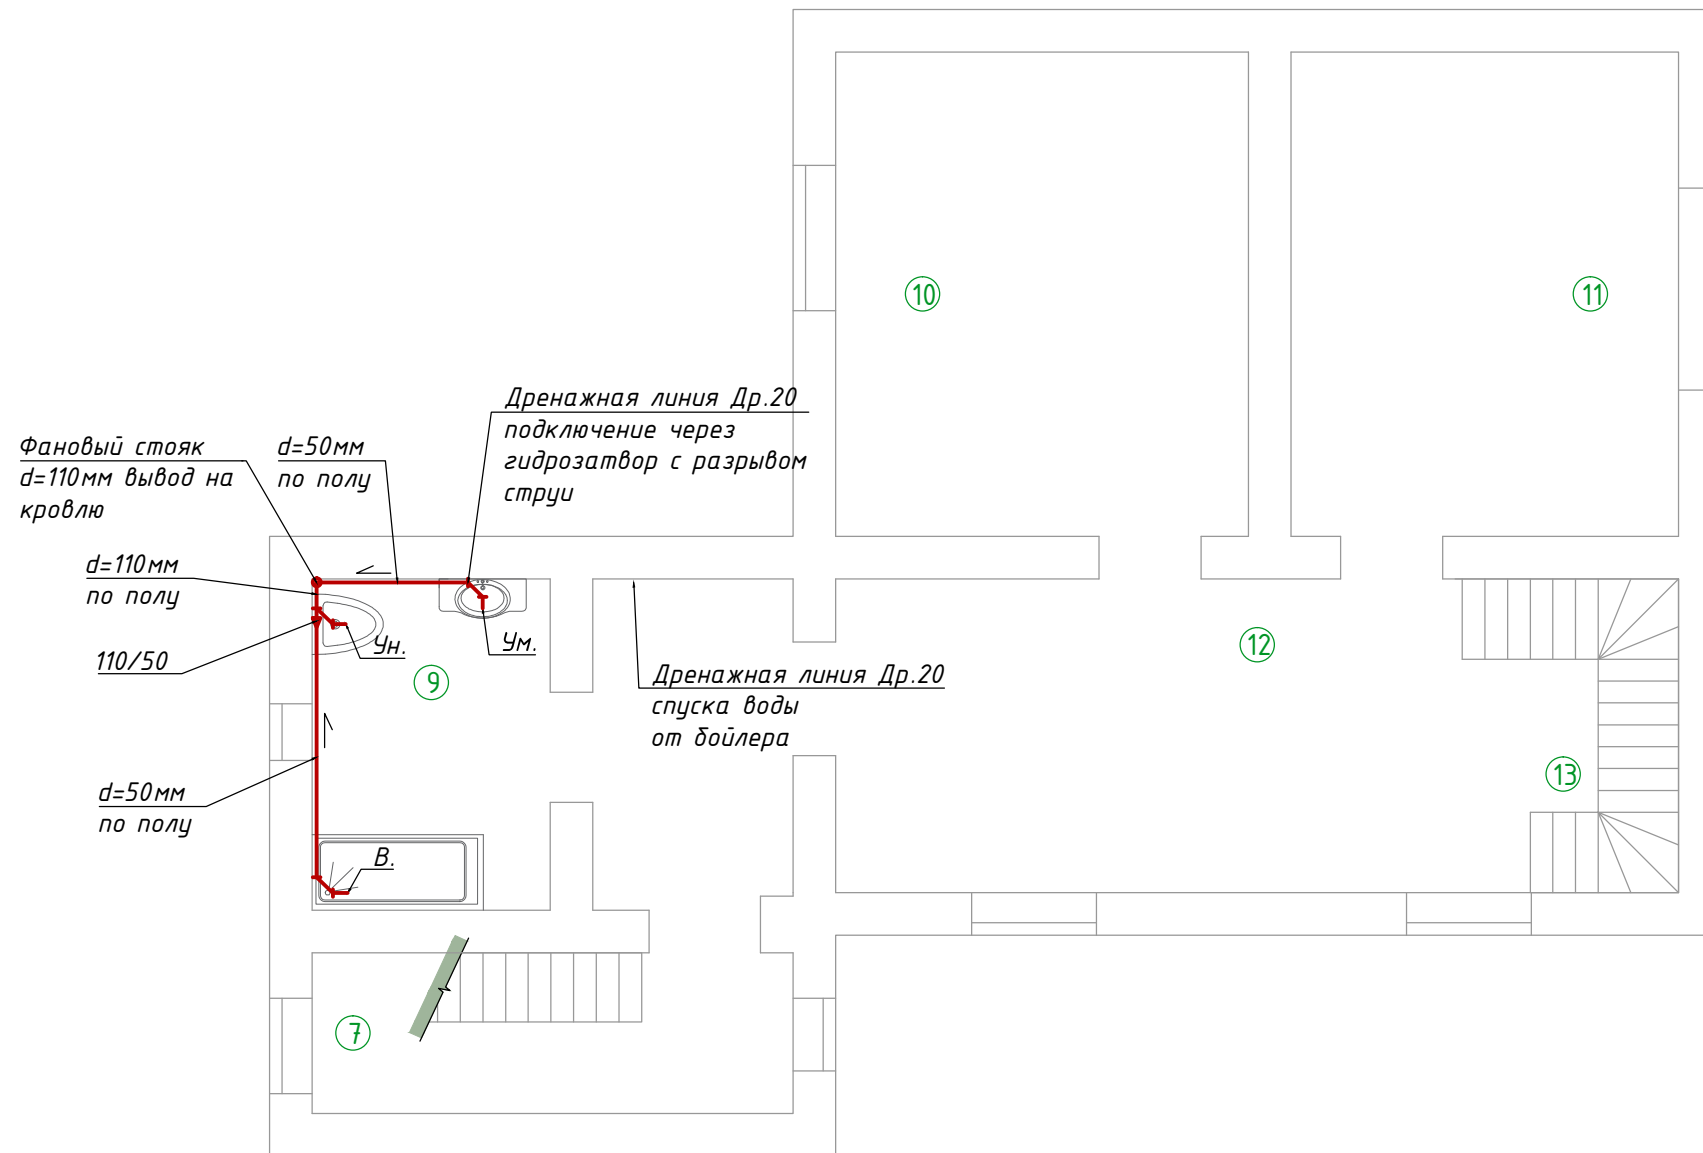 10
11
Дренажная линия Др.20
подключение через
гидрозатвор с разрывом
струи
Фановый стояк
d=110мм вывод на
кровлю
d=50мм
по полу
d=110мм
по полу
110/50
Ун.
Ум.
9
12
Дренажная линия Др.20
спуска воды
от бойлера
13
d=50мм
по полу
В.
7